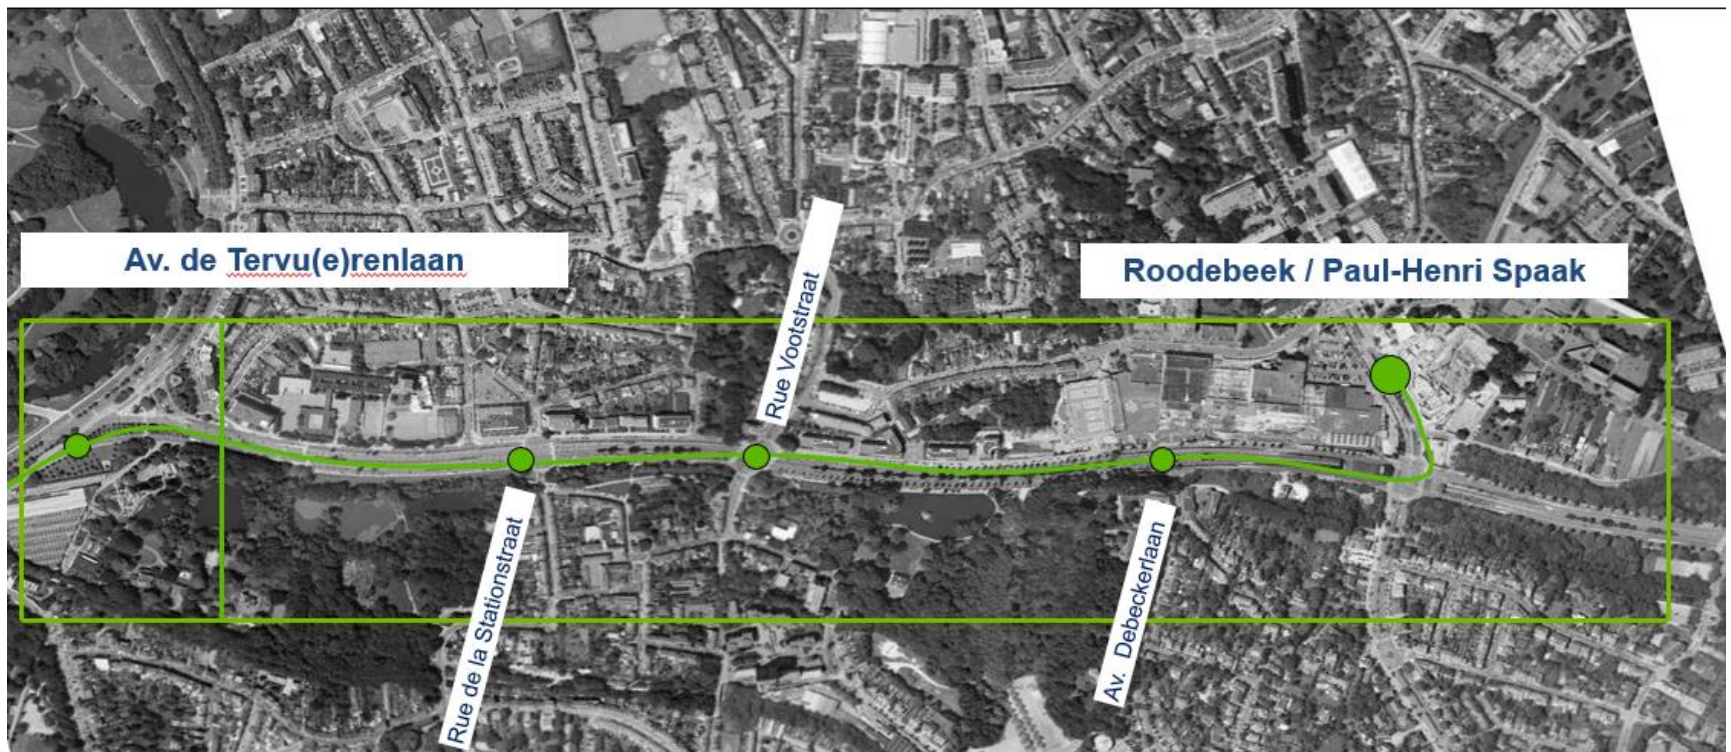 Av. de Tervu(e)renlaan
Roodebeek / Paul-Henri Spaak
Rue Vootstraat
Rue de la Stationstraat
Av. Debeckerlaan